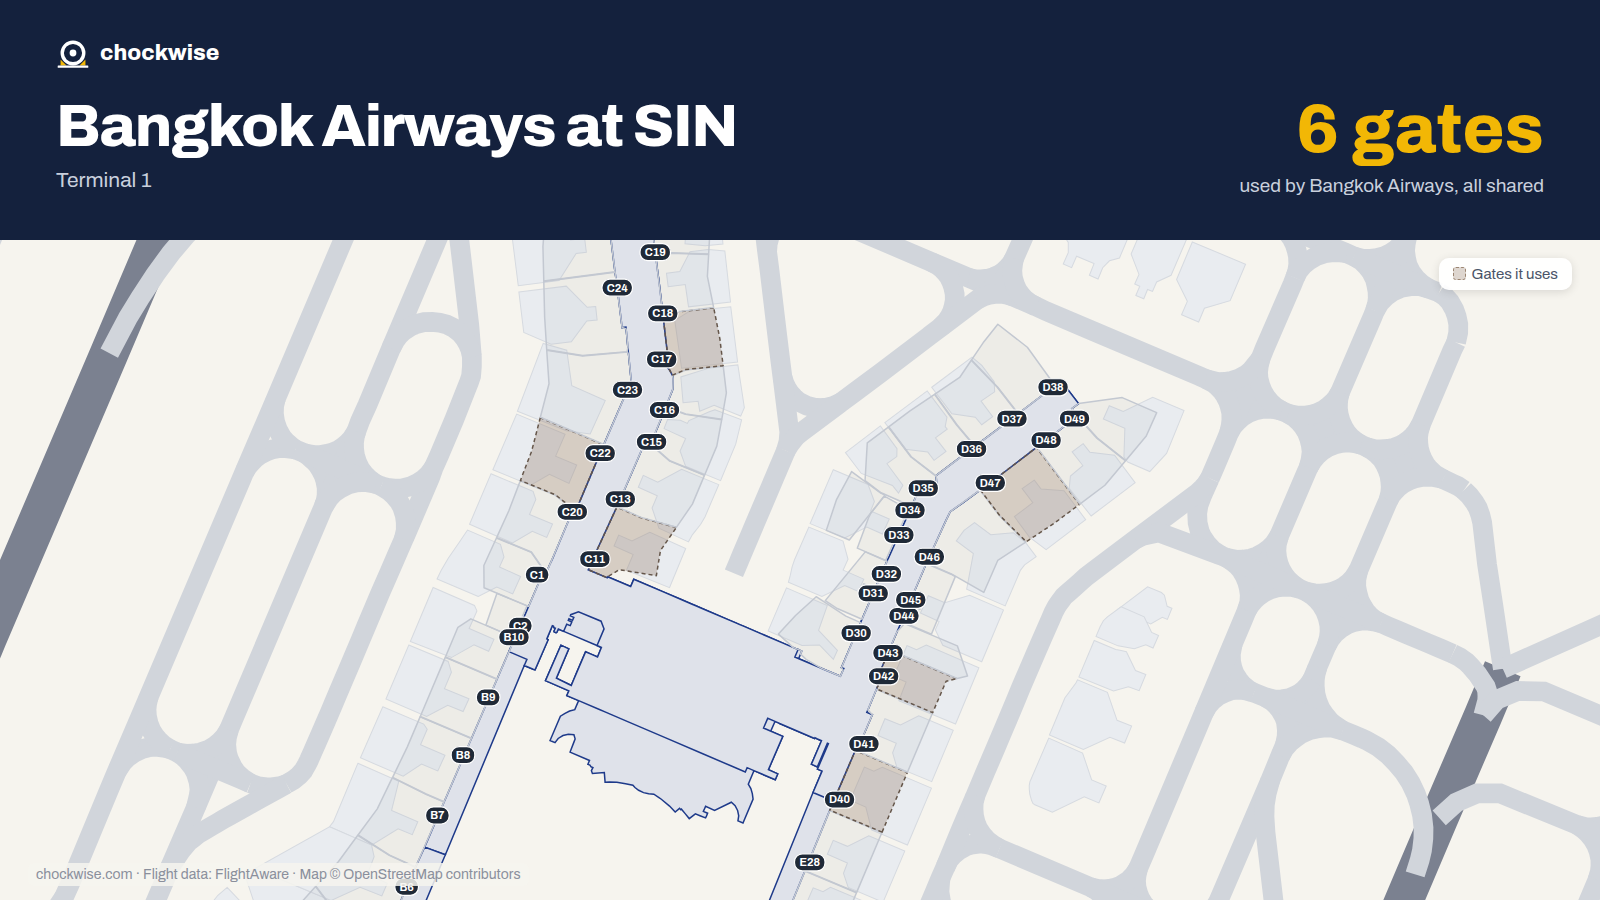 chockwise
Bangkok Airways at SIN
Terminal 1
6 gates
used by Bangkok Airways, all shared
Gates it uses
C19
C24
C18
C17
C23
C16
C15
C22
C13
C20
C11
C1
C2
B10
B9
B8
B7
B6
D38
D37
D49
D48
D36
D47
D35
D34
D33
D46
D32
D31
D45
D44
D30
D43
D42
D41
D40
E28
chockwise.com · Flight data: FlightAware · Map © OpenStreetMap contributors